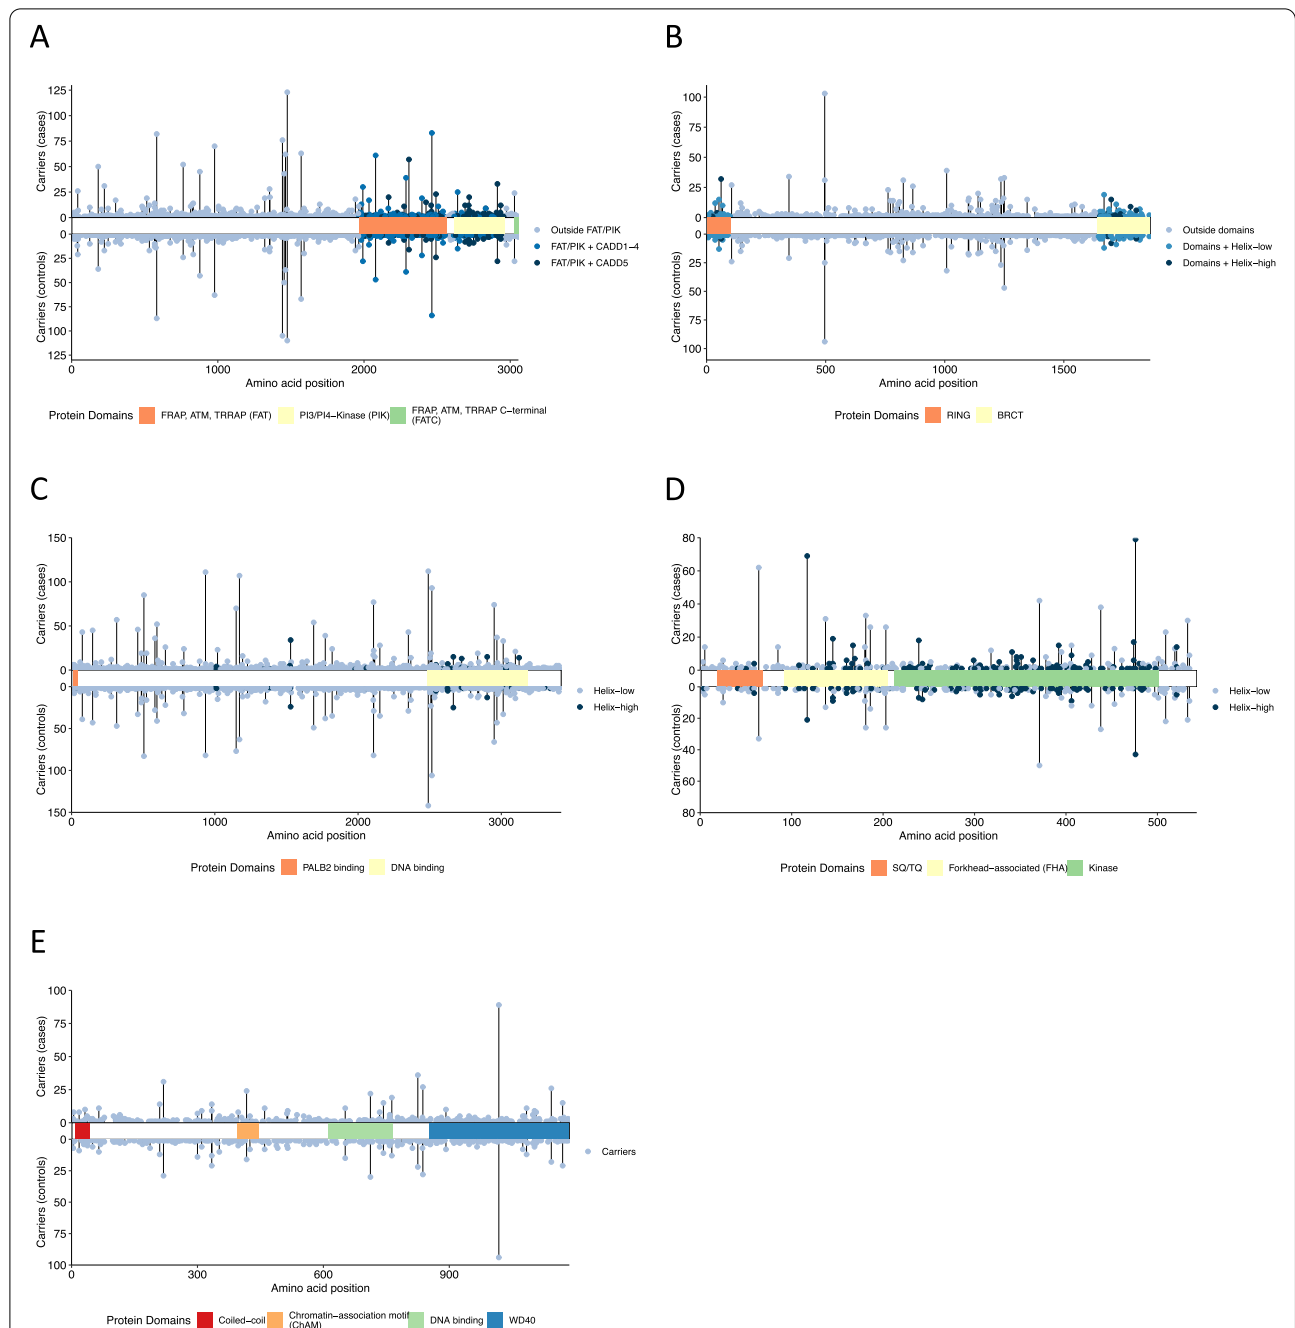 A
Carriers (cases)
125
100
75
50
25
0
0
25
50
75
100
125
Carriers (controls)
0 1000 2000 3000
Amino acid position
Outside FAT/PIK
FAT/PIK + CADD1−4
FAT/PIK + CADD5
Protein Domains FRAP, ATM, TRRAP (FAT) PI3/PI4−Kinase (PIK) FRAP, ATM, TRRAP C−terminal
(FATC)
B
Carriers (cases)
100
75
50
25
0
0
25
50
75
100
Carriers (controls)
0 500 1000 1500
Amino acid position
Outside domains
Domains + Helix−low
Domains + Helix−high
Protein Domains RING BRCT
C
Carriers (cases)
150
100
50
0
0
50
100
150
Carriers (controls)
0 1000 2000 3000
Amino acid position
Helix−low
Helix−high
Protein Domains PALB2 binding DNA binding
D
Carriers (cases)
80
60
40
20
0
0
20
40
60
80
Carriers (controls)
0 100 200 300 400 500
Amino acid position
Helix−low
Helix−high
Protein Domains SQ/TQ Forkhead−associated (FHA) Kinase
E
Carriers (cases)
100
75
50
25
0
0
25
50
75
100
Carriers (controls)
0 300 600 900
Amino acid position
Carriers
Protein Domains Coiled−coil Chromatin−association motif DNA binding WD40
(ChAM)